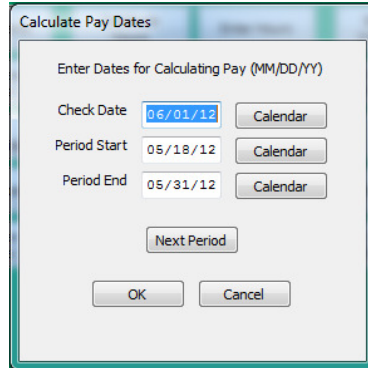 Calculate Pay Dates
Enter Dates for Calculating Pay (MM/DD/YY)
Check Date 06/01/12 Calendar
Period Start 05/18/12 Calendar
Period End 05/31/12 Calendar
Next Period
OK Cancel